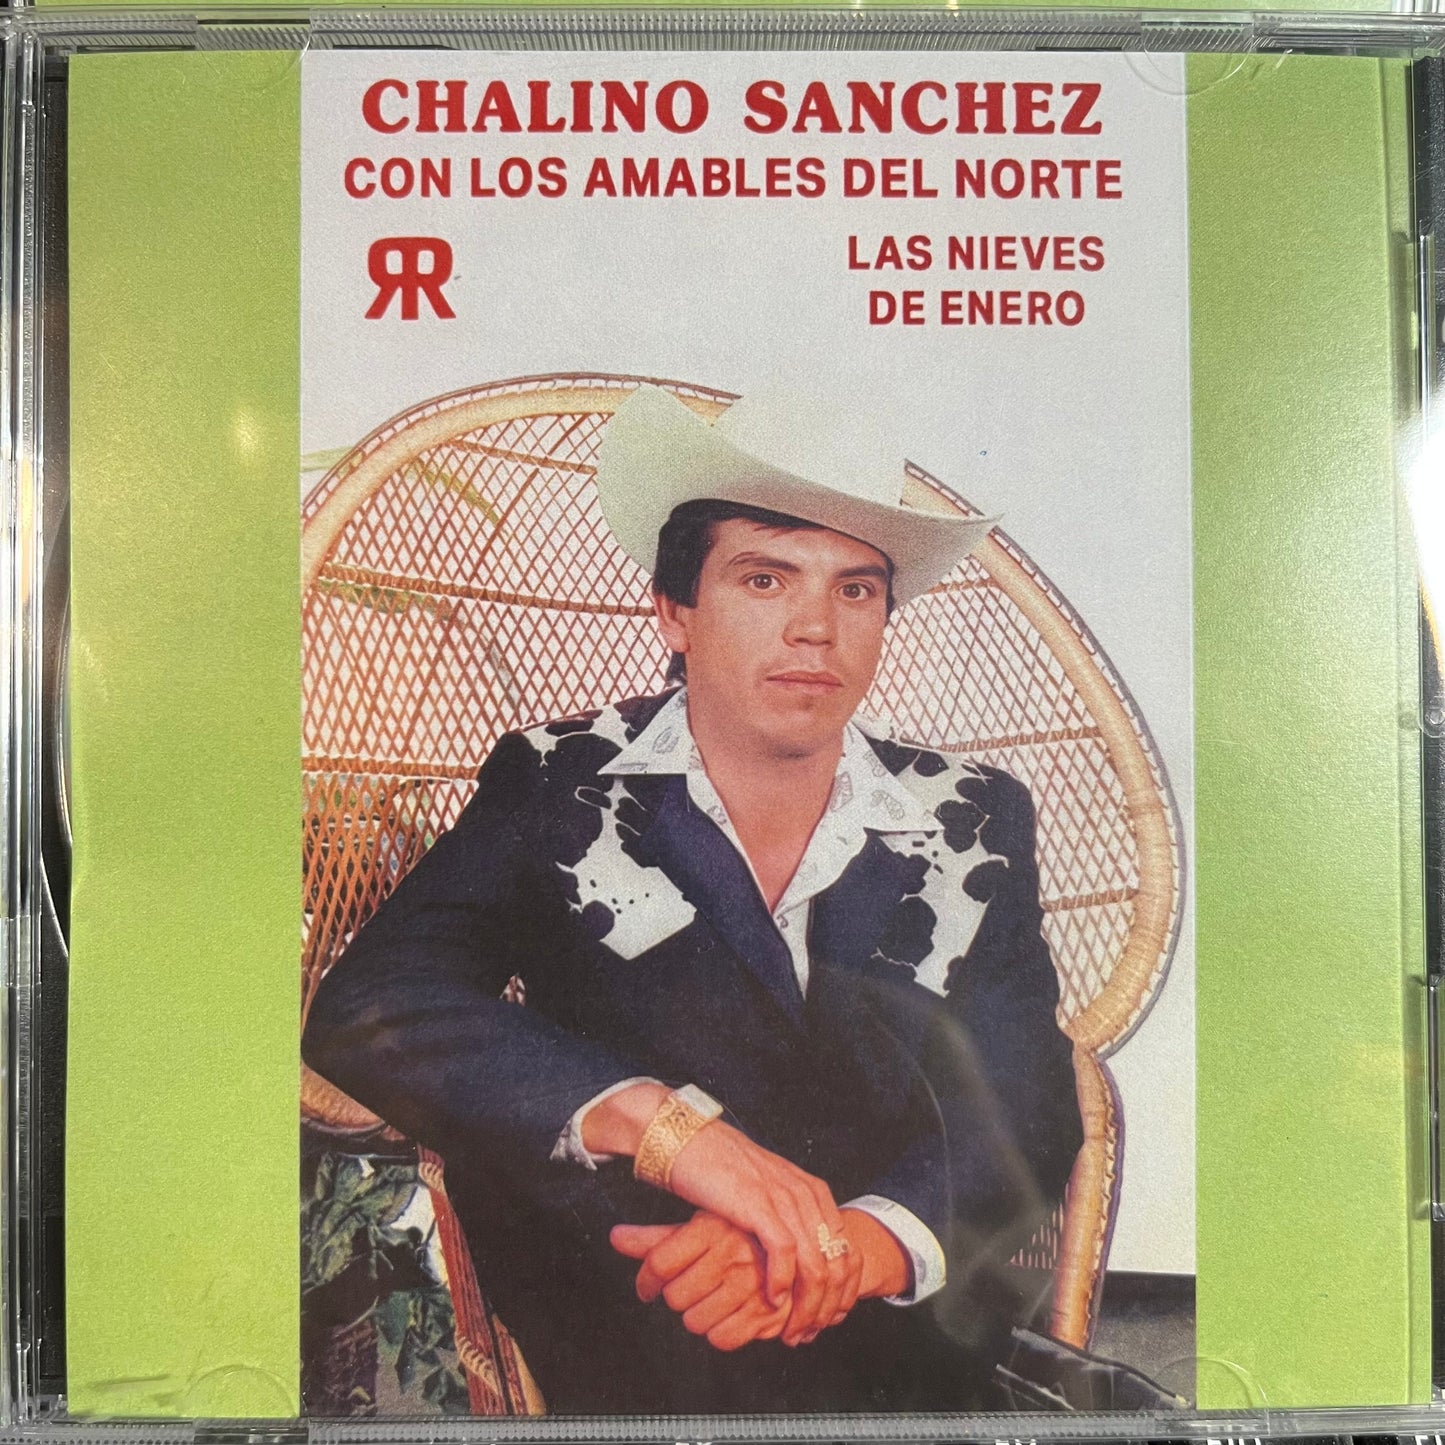 CHALINO SANCHEZ
CON LOS AMABLES DEL NORTE
RR
LAS NIEVES
DE ENERO